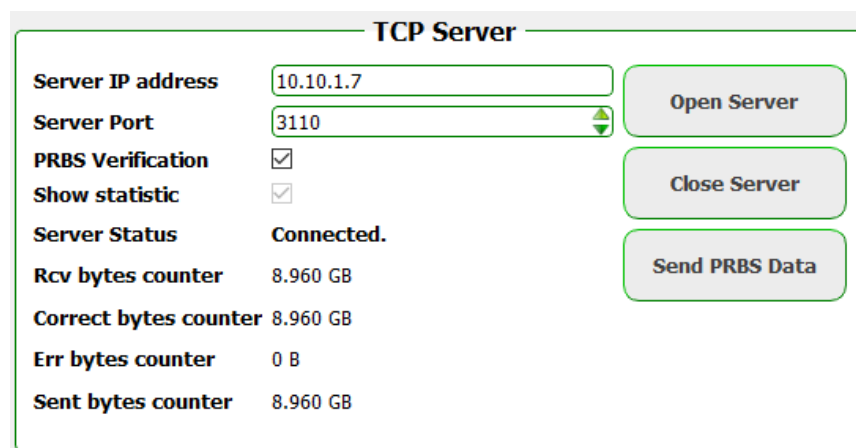 TCP Server
Server IP address 10.10.1.7
Open Server
Server Port 3110
PRBS Verification
Close Server
Show statistic
Server Status Connected.
Rcv bytes counter 8.960 GB
Send PRBS Data
Correct bytes counter 8.960 GB
Err bytes counter 0 B
Sent bytes counter 8.960 GB